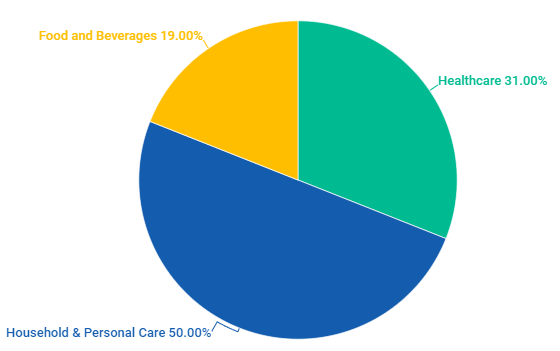 Food and Beverages 19.00%
Healthcare 31.00%
Household & Personal Care 50.00%